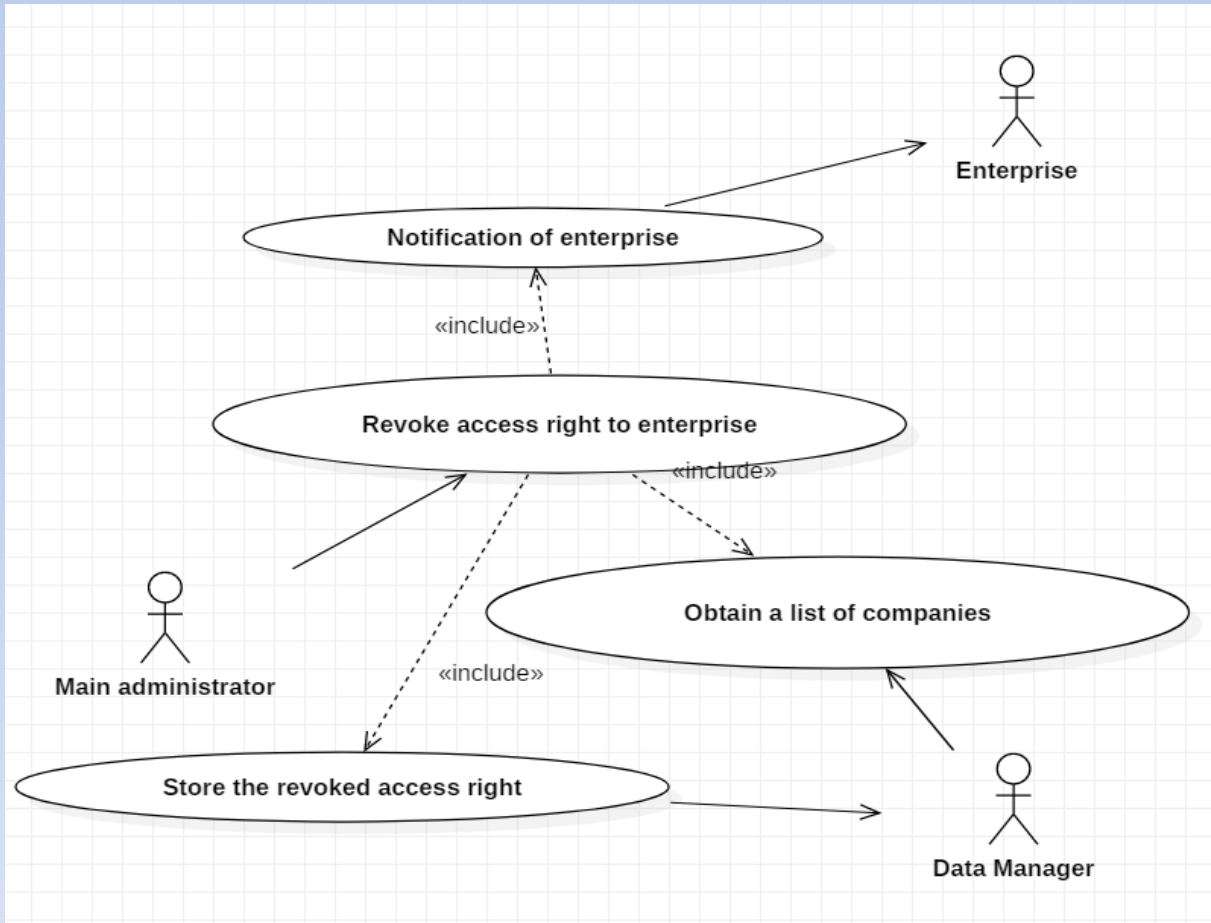 Enterprise
Notification of enterprise
«include»
Revoke access right to enterprise
«include»
Obtain a list of companies
«include»
Main administrator
Store the revoked access right
Data Manager